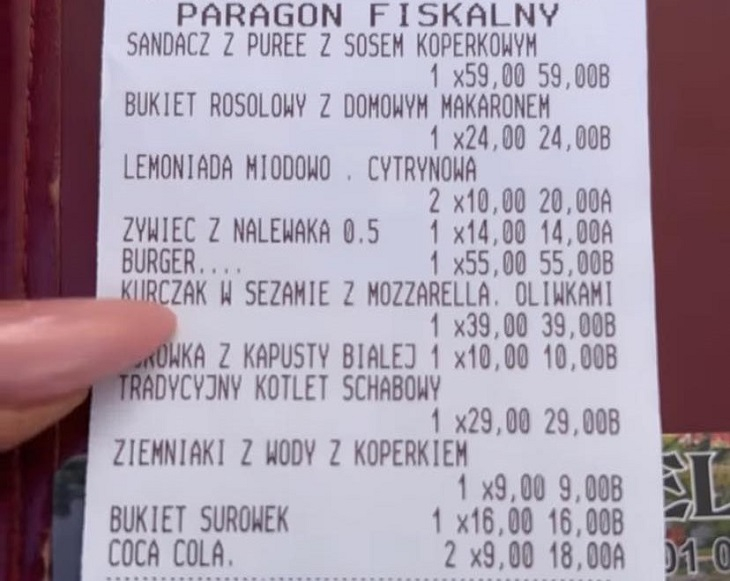 PARAGON FISKALNY
SANDACZ Z PUREE Z SOSEM KOPERKOWYM
1 x59,00 59,00B
BUKIET ROSOLOWY Z DOMOWYM MAKARONEM
1 x24,00 24,00B
LEMONIADA MIODOWO . CYTRYNOWA
2 x10,00 20,00A
ZYWIEC Z NALEWAKA 0.5 1 x14,00 14,00A
BURGER.... 1 x55,00 55,00B
KURCZAK W SEZAMIE Z MOZZARELLA. OLIWKAMI
1 x39,00 39,00B
Z KAPUSTY BIALEJ 1 x10,00 10,00B
TRADYCYJNY KOTLET SCHABOWY
1 x29,00 29,00B
ZIEMNIAKI Z WODY Z KOPERKIEM
1 x9,00 9,00B
BUKIET SUROWEK 1 x16,00 16,00B
COCA COLA. 2 x9,00 18,00A